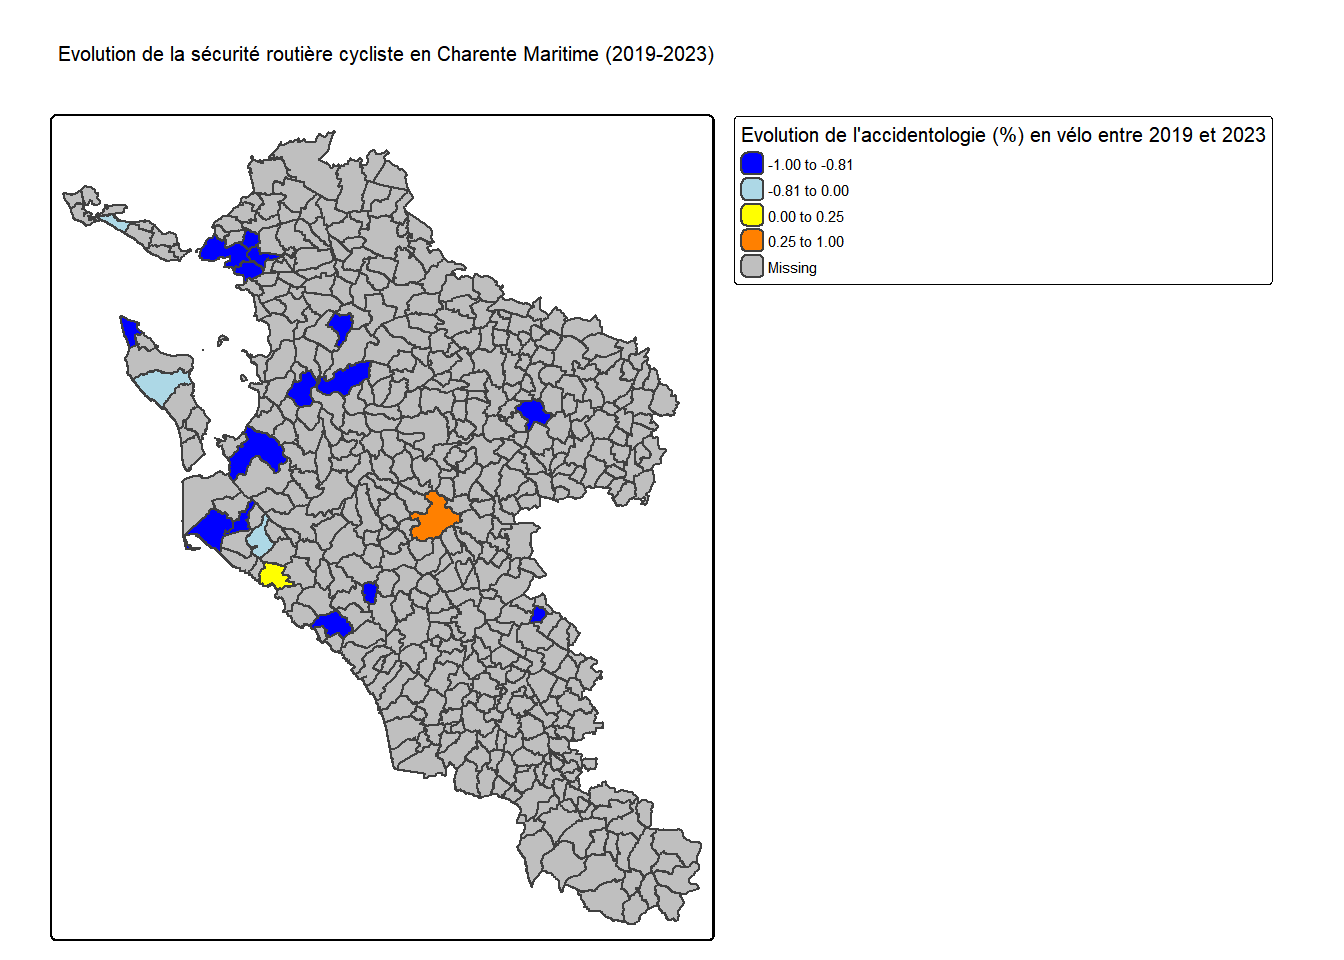 Evolution de la sécurité routière cycliste en Charente Maritime (2019-2023)
Evolution de l'accidentologie (%) en vélo entre 2019 et 2023
-1.00 to -0.81
-0.81 to 0.00
0.00 to 0.25
0.25 to 1.00
Missing